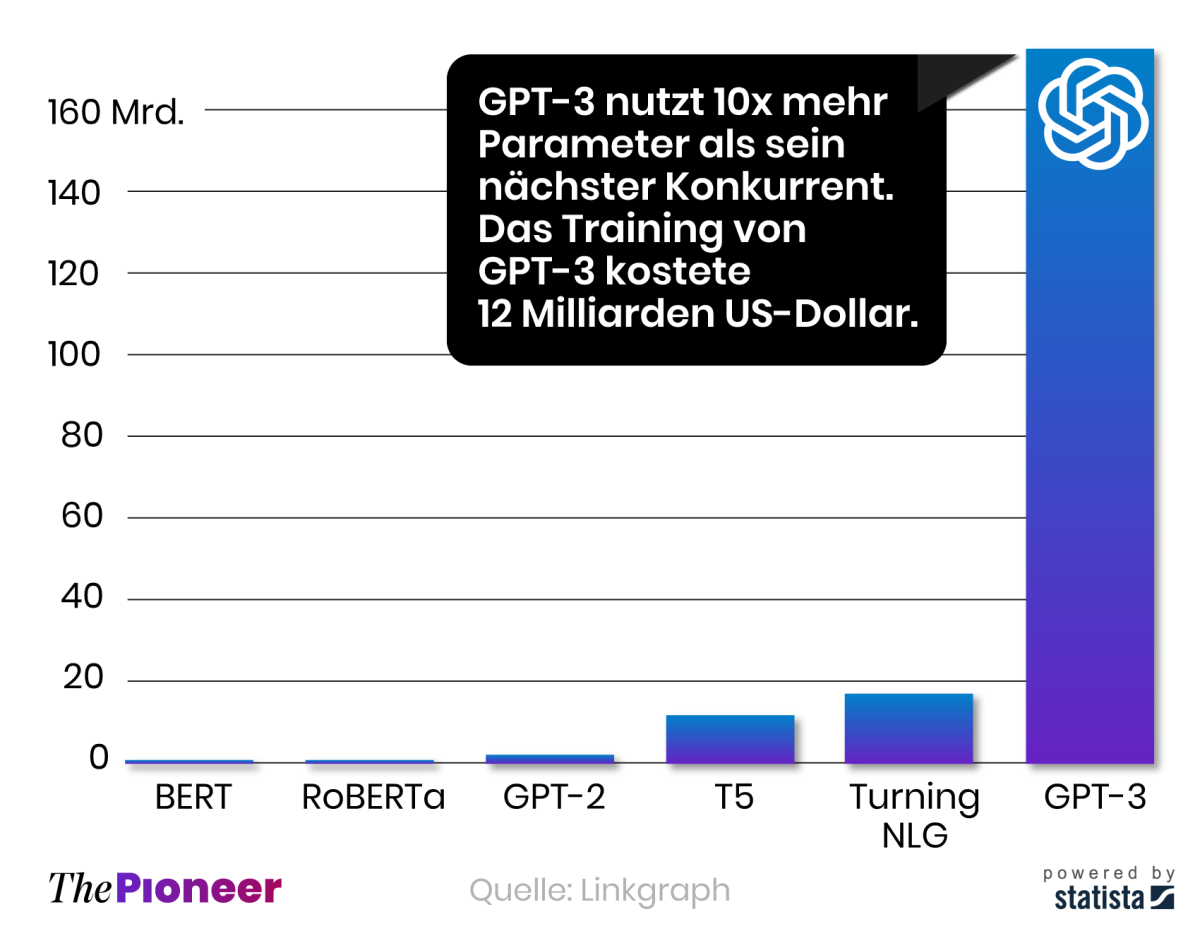 160 Mrd.
140
120
100
80
60
40
20
0
GPT-3 nutzt 10x mehr
Parameter als sein
nächster Konkurrent.
Das Training von
GPT-3 kostete
12 Milliarden US-Dollar.
BERT
RoBERTa
GPT-2
T5
Turning
NLG
GPT-3
The Pioneer
Quelle: Linkgraph
powered by
statista